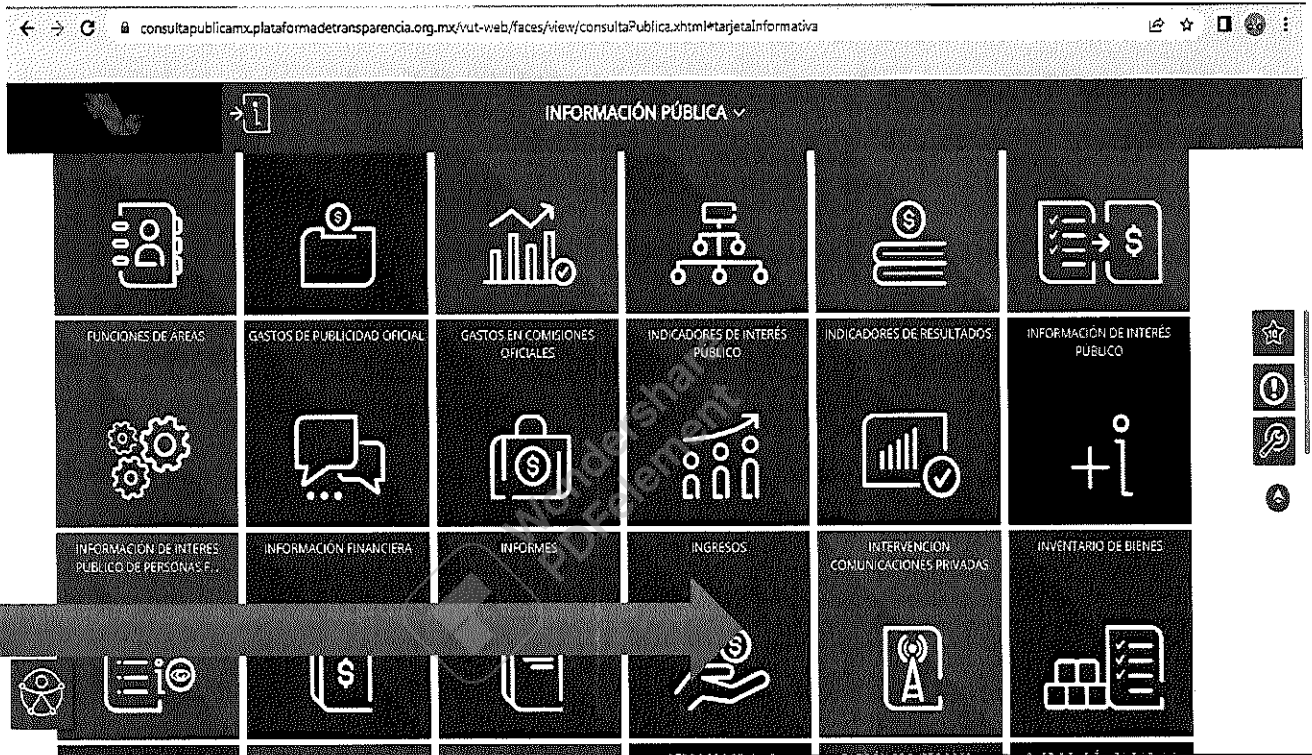 consultapublicamx.plataformadetransparencia.org.mx/vut-web/faces/view/consultaPublica.xhtml#tarjetaInformativa
INFORMACIÓN PÚBLICA
FUNCIONES DE ÁREAS
GASTOS DE PUBLICIDAD OFICIAL
GASTOS EN COMISIONES
OFICIALES
INDICADORES DE INTERÉS
PÚBLICO
INDICADORES DE RESULTADOS
INFORMACIÓN DE INTERÉS
PÚBLICO
INFORMACIÓN DE INTERÉS
PÚBLICO DE PERSONAS F...
INFORMACIÓN FINANCIERA
INFORMES
INGRESOS
INTERVENCIÓN
COMUNICACIONES PRIVADAS
INVENTARIO DE BIENES
Wondershare
PDFelement